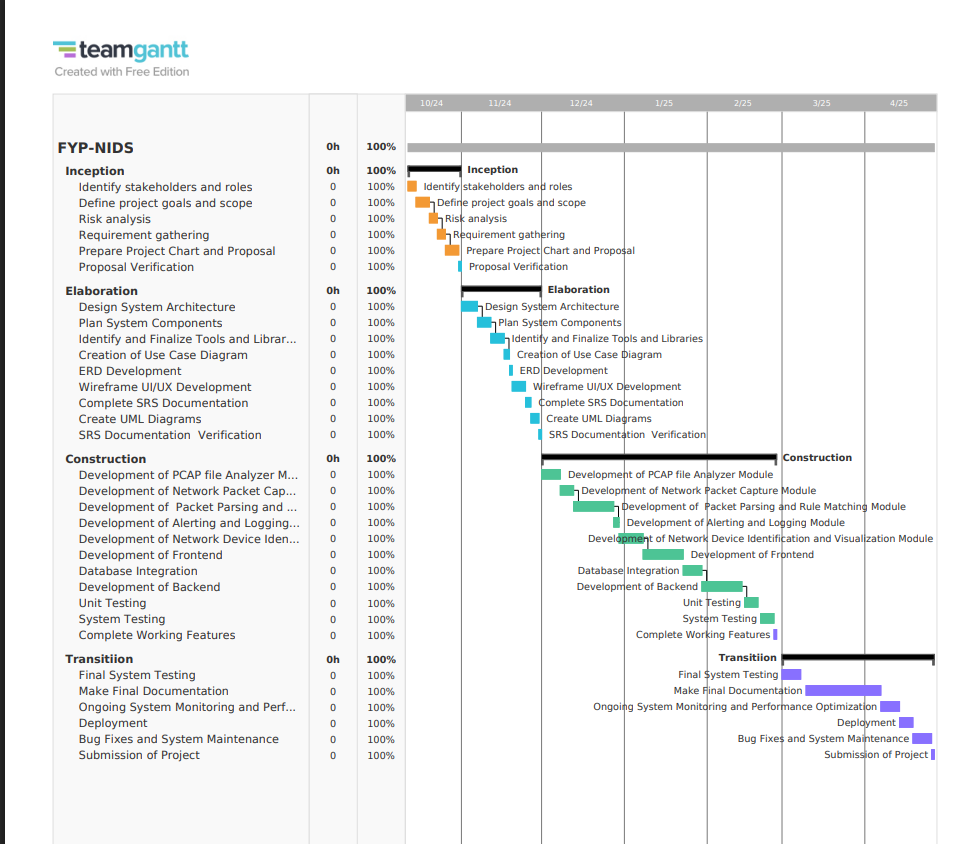 teamgantt
Created with Free Edition
10/24 11/24 12/24 1/25 2/25 3/25 4/25
FYP-NIDS 0h 100%
Inception 0h 100% Inception
Identify stakeholders and roles 0 100% Identify stakeholders and roles
Define project goals and scope 0 100% Define project goals and scope
Risk analysis 0 100% Risk analysis
Requirement gathering 0 100% Requirement gathering
Prepare Project Chart and Proposal 0 100% Prepare Project Chart and Proposal
Proposal Verification 0 100% Proposal Verification
Elaboration 0h 100% Elaboration
Design System Architecture 0 100% Design System Architecture
Plan System Components 0 100% Plan System Components
Identify and Finalize Tools and Librar... 0 100% Identify and Finalize Tools and Libraries
Creation of Use Case Diagram 0 100% Creation of Use Case Diagram
ERD Development 0 100% ERD Development
Wireframe UI/UX Development 0 100% Wireframe UI/UX Development
Complete SRS Documentation 0 100% Complete SRS Documentation
Create UML Diagrams 0 100% Create UML Diagrams
SRS Documentation  Verification 0 100% SRS Documentation  Verification
Construction 0h 100% Construction
Development of PCAP file Analyzer M... 0 100% Development of PCAP file Analyzer Module
Development of Network Packet Cap... 0 100% Development of Network Packet Capture Module
Development of  Packet Parsing and ... 0 100% Development of  Packet Parsing and Rule Matching Module
Development of Alerting and Logging... 0 100% Development of Alerting and Logging Module
Development of Network Device Iden... 0 100% Development of Network Device Identification and Visualization Module
Development of Frontend 0 100% Development of Frontend
Database Integration 0 100% Database Integration
Development of Backend 0 100% Development of Backend
Unit Testing 0 100% Unit Testing
System Testing 0 100% System Testing
Complete Working Features 0 100% Complete Working Features
Transitiion 0h 100% Transitiion
Final System Testing 0 100% Final System Testing
Make Final Documentation 0 100% Make Final Documentation
Ongoing System Monitoring and Perf... 0 100% Ongoing System Monitoring and Performance Optimization
Deployment 0 100% Deployment
Bug Fixes and System Maintenance 0 100% Bug Fixes and System Maintenance
Submission of Project 0 100% Submission of Project